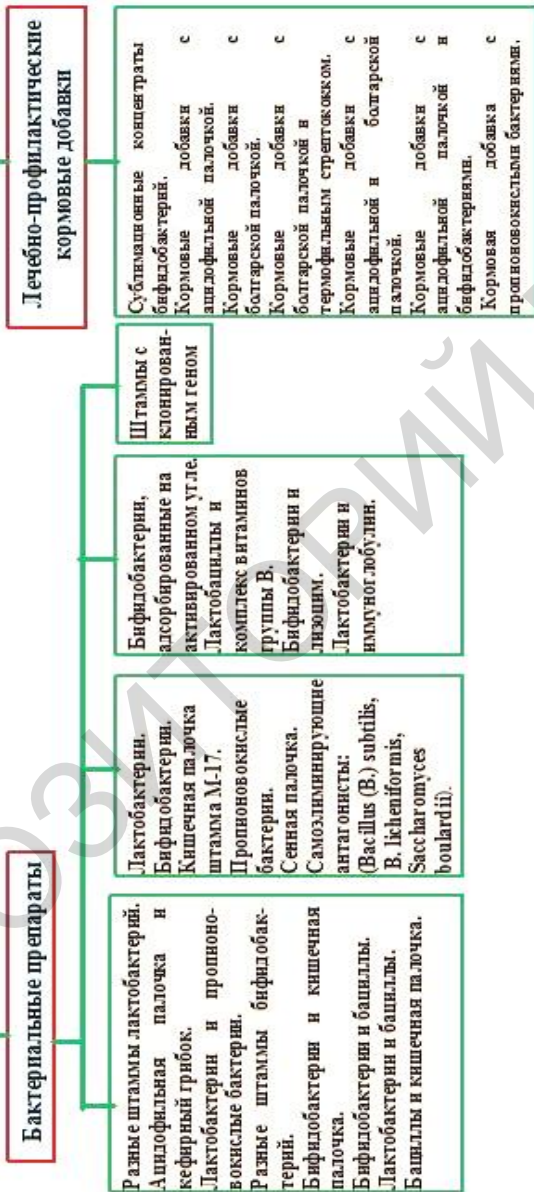 Бактериальные препараты
Разные штаммы лактобактерий.
Ацидофильная палочка и
кефирный грибок.
Лактобактерии и пропионо-
вокислые бактерии.
Разные штаммы бифидобак-
терий.
Бифидобактерии и кишечная
палочка.
Бифидобактерии и бациллы.
Лактобактерии и бациллы.
Бациллы и кишечная палочка.
Лактобактерии.
Бифидобактерии.
Кишечная палочка
штамма М-17.
Пропионовокислые
бактерии.
Сенная палочка.
Самоэлиминирующие
антагонисты:
(Bacillus (B.) subtilis,
B. licheniformis,
Saccharomyces
boulardii).
Бифидобактерии,
адсорбированные на
активированном угле.
Лактобациллы и
комплекс витаминов
группы В.
Бифидобактерии и
лизоцим.
Лактобактерии и
иммуноглобулин.
Штаммы с
клонирован-
ным геном
Лечебно-профилактические
кормовые добавки
Сублимационные концентраты
бифидобактерий.
Кормовые добавки с
ацидофильной палочкой.
Кормовые добавки с
болгарской палочкой.
Кормовые добавки с
болгарской палочкой и
термофильным стрептококком.
Кормовые добавки с
ацидофильной и болгарской
палочкой.
Кормовые добавки с
ацидофильной палочкой и
бифидобактериями.
Кормовая добавка с
пропионовокислыми бактериями.
ОЗИТОРИЙ